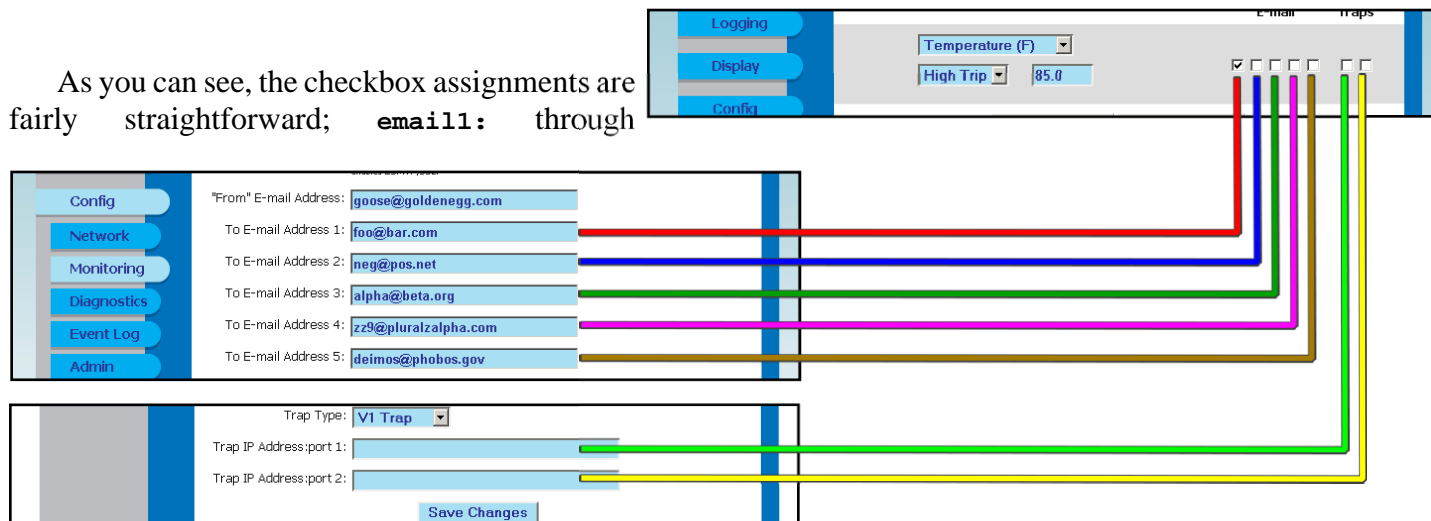 E-mail Traps
Logging
Temperature (F)
Display
High Trip 85.0
Config
As you can see, the checkbox assignments are
fairly straightforward; email1: through
Config
"From" E-mail Address: goose@goldenegg.com
Network
To E-mail Address 1: foo@bar.com
Monitoring
To E-mail Address 2: neg@pos.net
Diagnostics
To E-mail Address 3: alpha@beta.org
Event Log
To E-mail Address 4: zz9@pluralzalpha.com
Admin
To E-mail Address 5: deimos@phobos.gov
Trap Type: V1 Trap
Trap IP Address:port 1:
Trap IP Address:port 2:
Save Changes